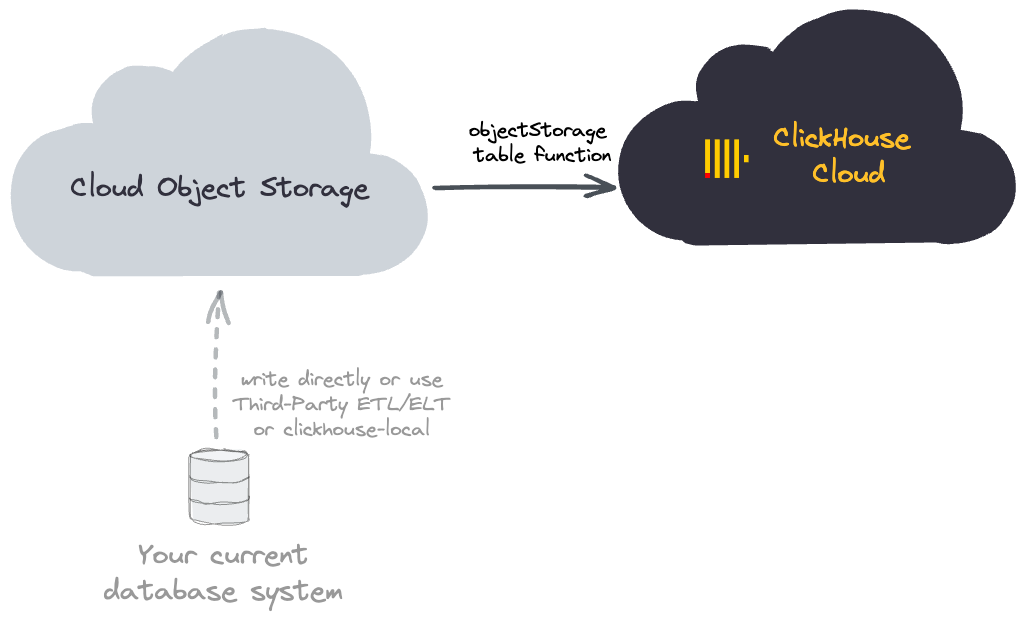 objectStorage
table function
ClickHouse
Cloud
Cloud Object Storage
write directly or use
Third-Party ETL/ELT
or clickhouse-local
Your current
database system